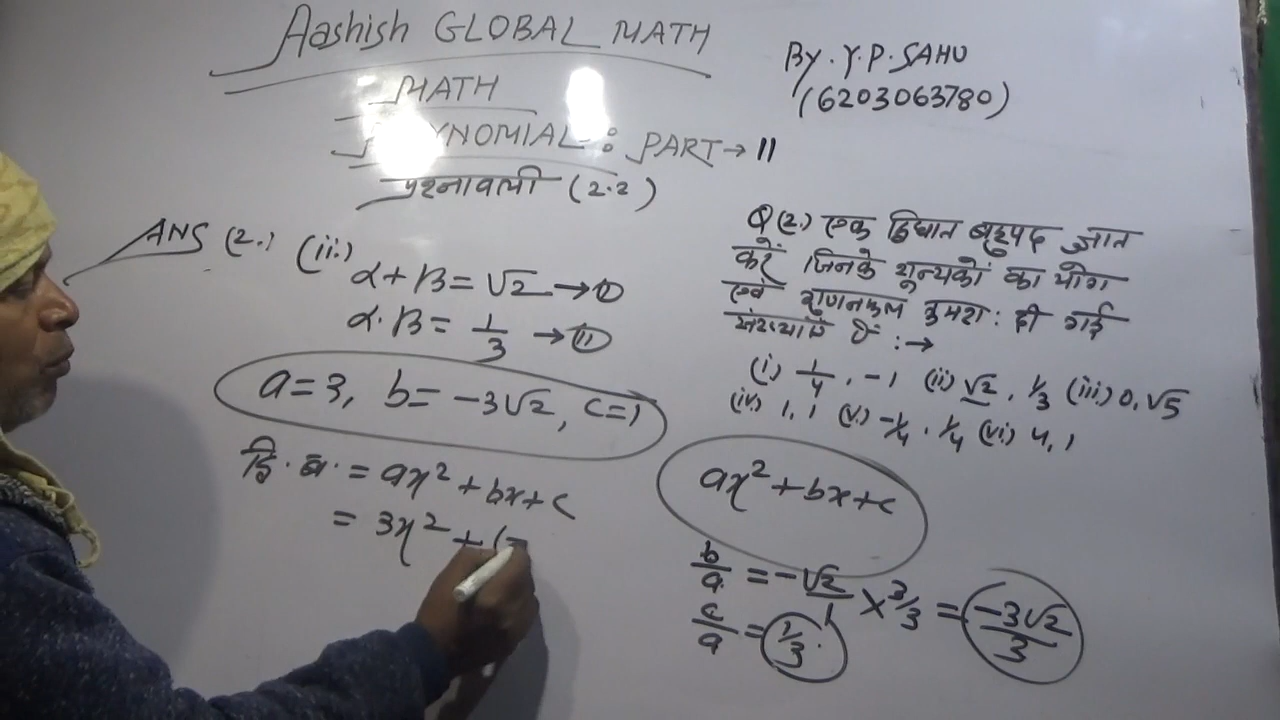 Aashish GLOBAL MATH
MATH
POLYNOMIAL : PART → 11
प्रश्नावली (2.2)
BY. Y.P. SAHU
(6203063780)
ANS (2.) (ii.)
α + β = √2 → (I)
α . β = 1/3 → (II)
a = 3, b = -3√2, c = 1
द्वि. ब. = ax² + bx + c
= 3x² + (-
Q (2.) एक द्विघात बहुपद ज्ञात
करें जिनके शून्यकों का योग
एवं गुणनफल क्रमशः दी गई
संख्याएँ हैं :→
(i) 1/4, -1 (ii) √2, 1/3 (iii) 0, √5
(iv.) 1, 1 (v.) -1/4, 1/4 (vi) 4, 1
ax² + bx + c
b/a = -√2/1 × 3/3 = -3√2/3
c/a = 1/3.